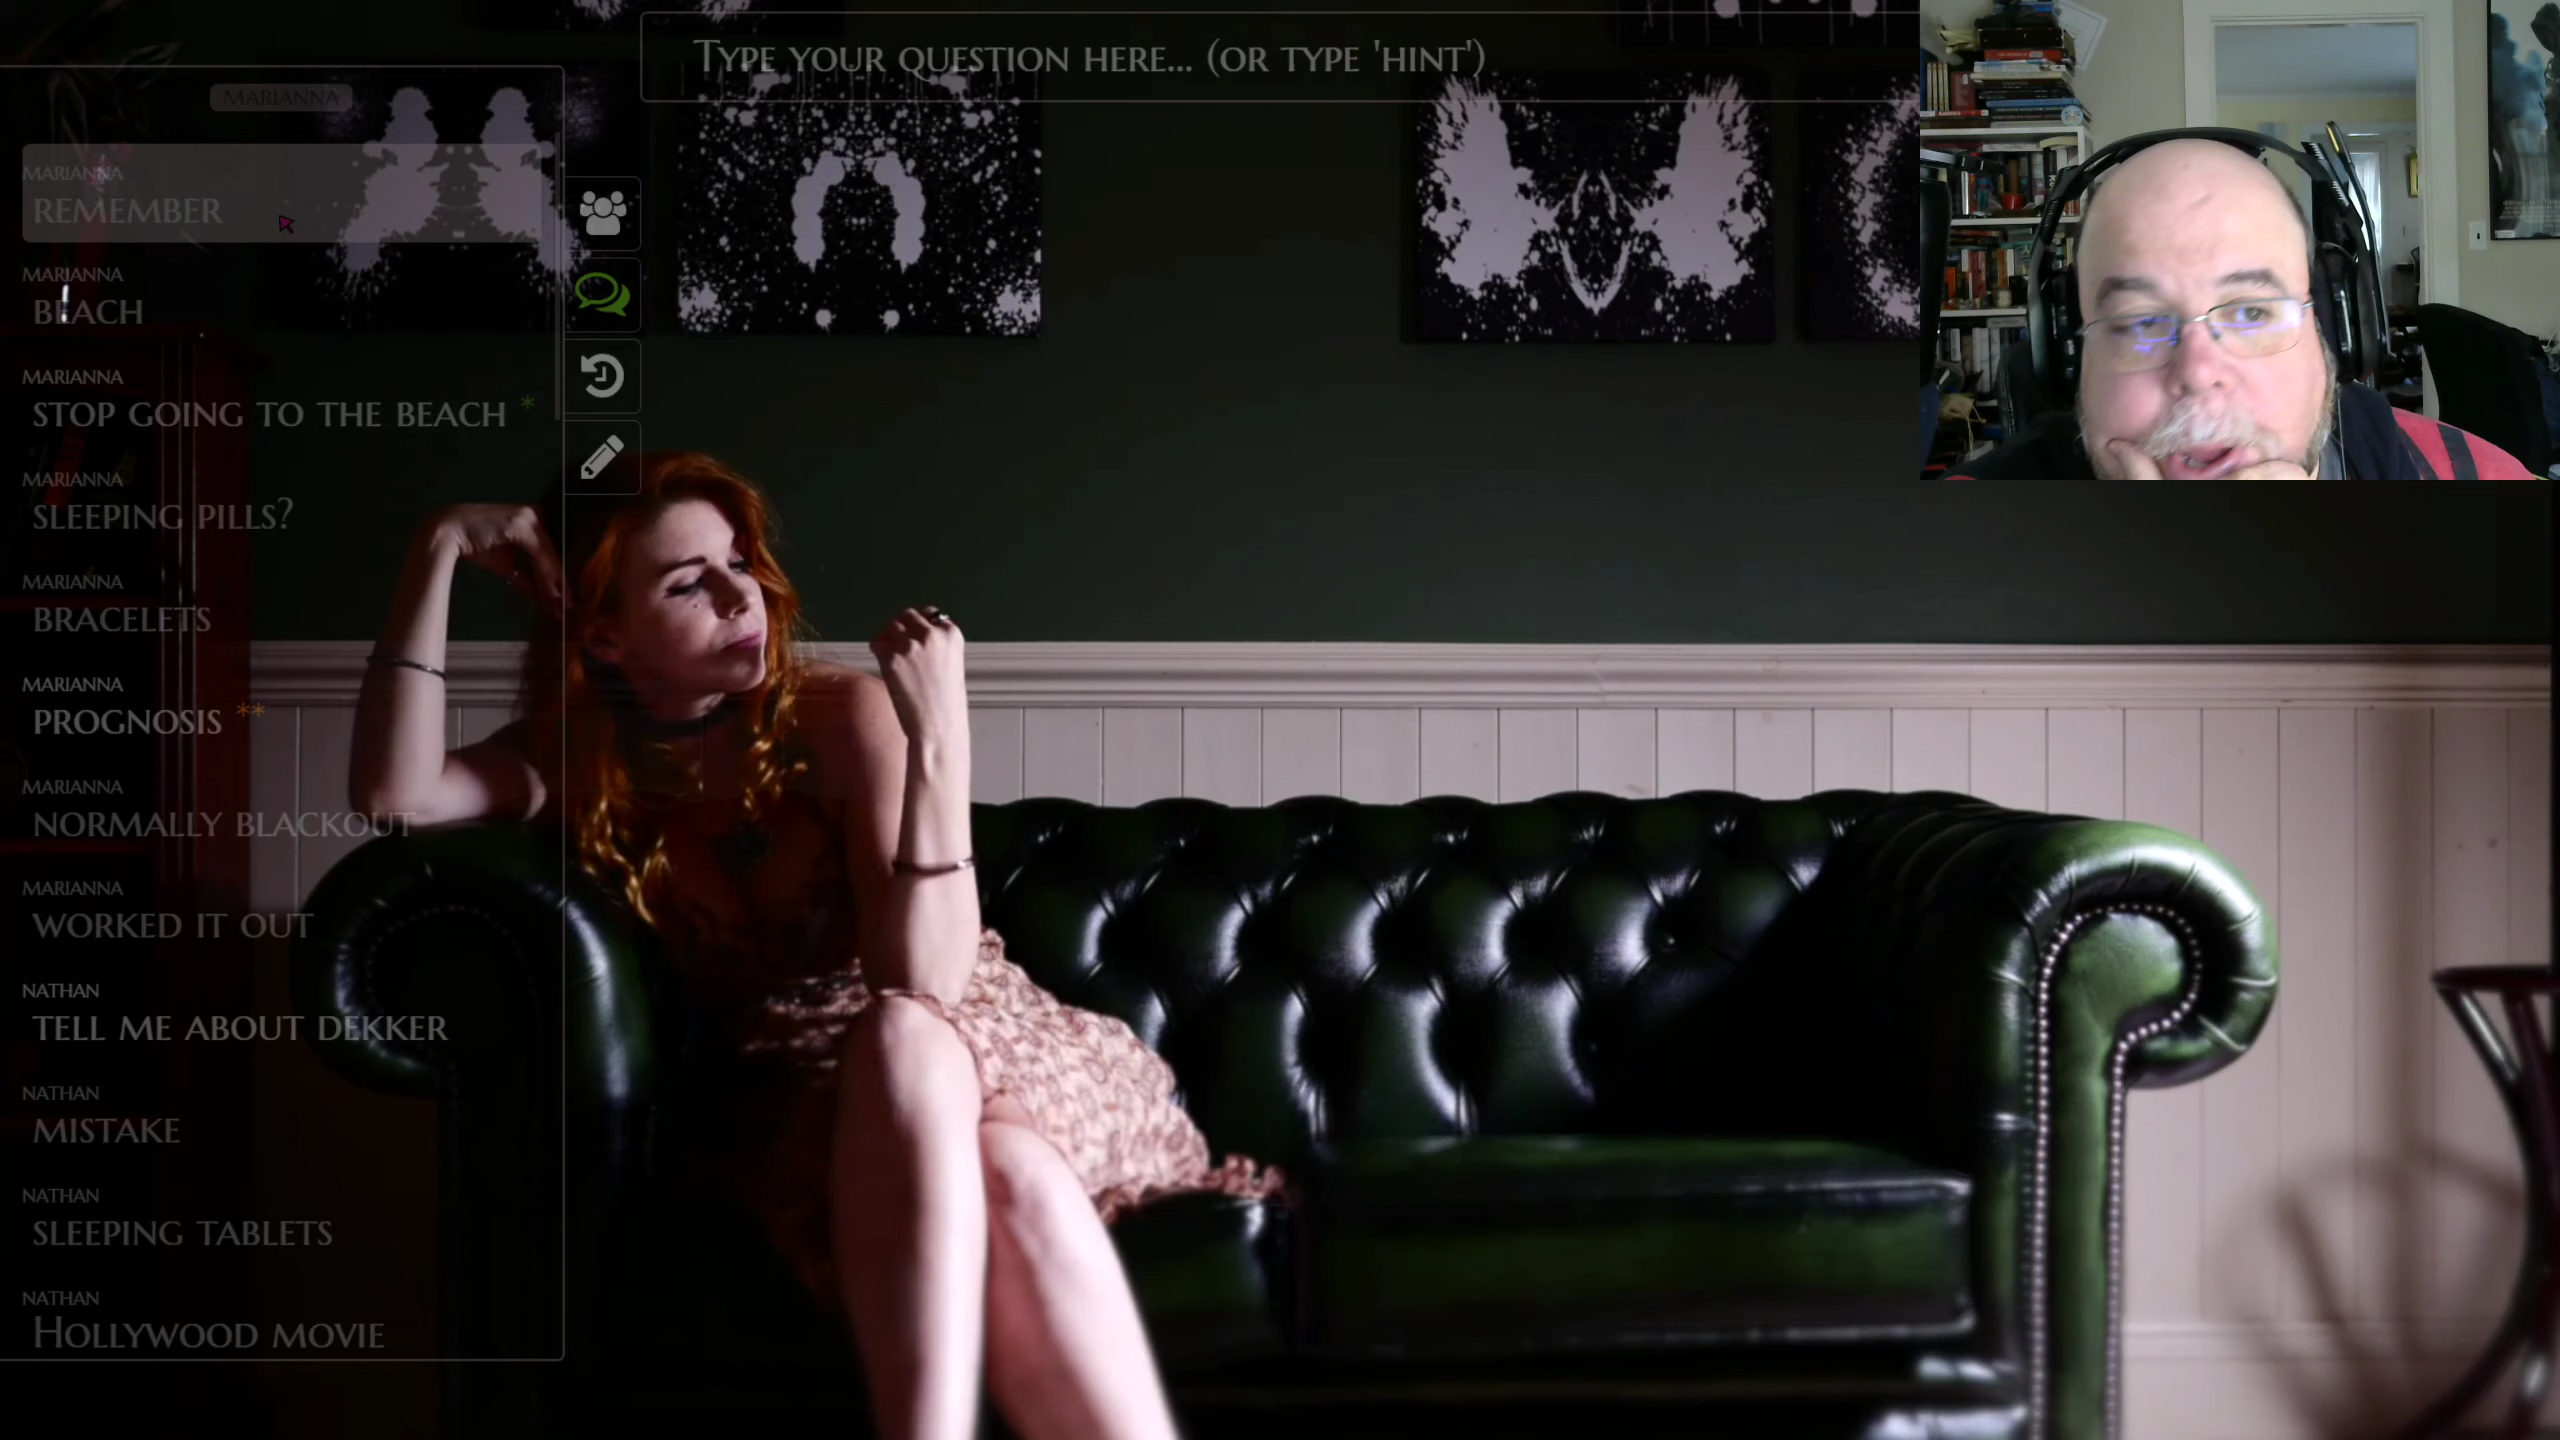 TYPE YOUR QUESTION HERE... (OR TYPE 'HINT')
MARIANNA
MARIANNA
REMEMBER
MARIANNA
BEACH
MARIANNA
STOP GOING TO THE BEACH *
MARIANNA
SLEEPING PILLS?
MARIANNA
BRACELETS
MARIANNA
PROGNOSIS **
MARIANNA
NORMALLY BLACKOUT
MARIANNA
WORKED IT OUT
NATHAN
TELL ME ABOUT DEKKER
NATHAN
MISTAKE
NATHAN
SLEEPING TABLETS
NATHAN
HOLLYWOOD MOVIE